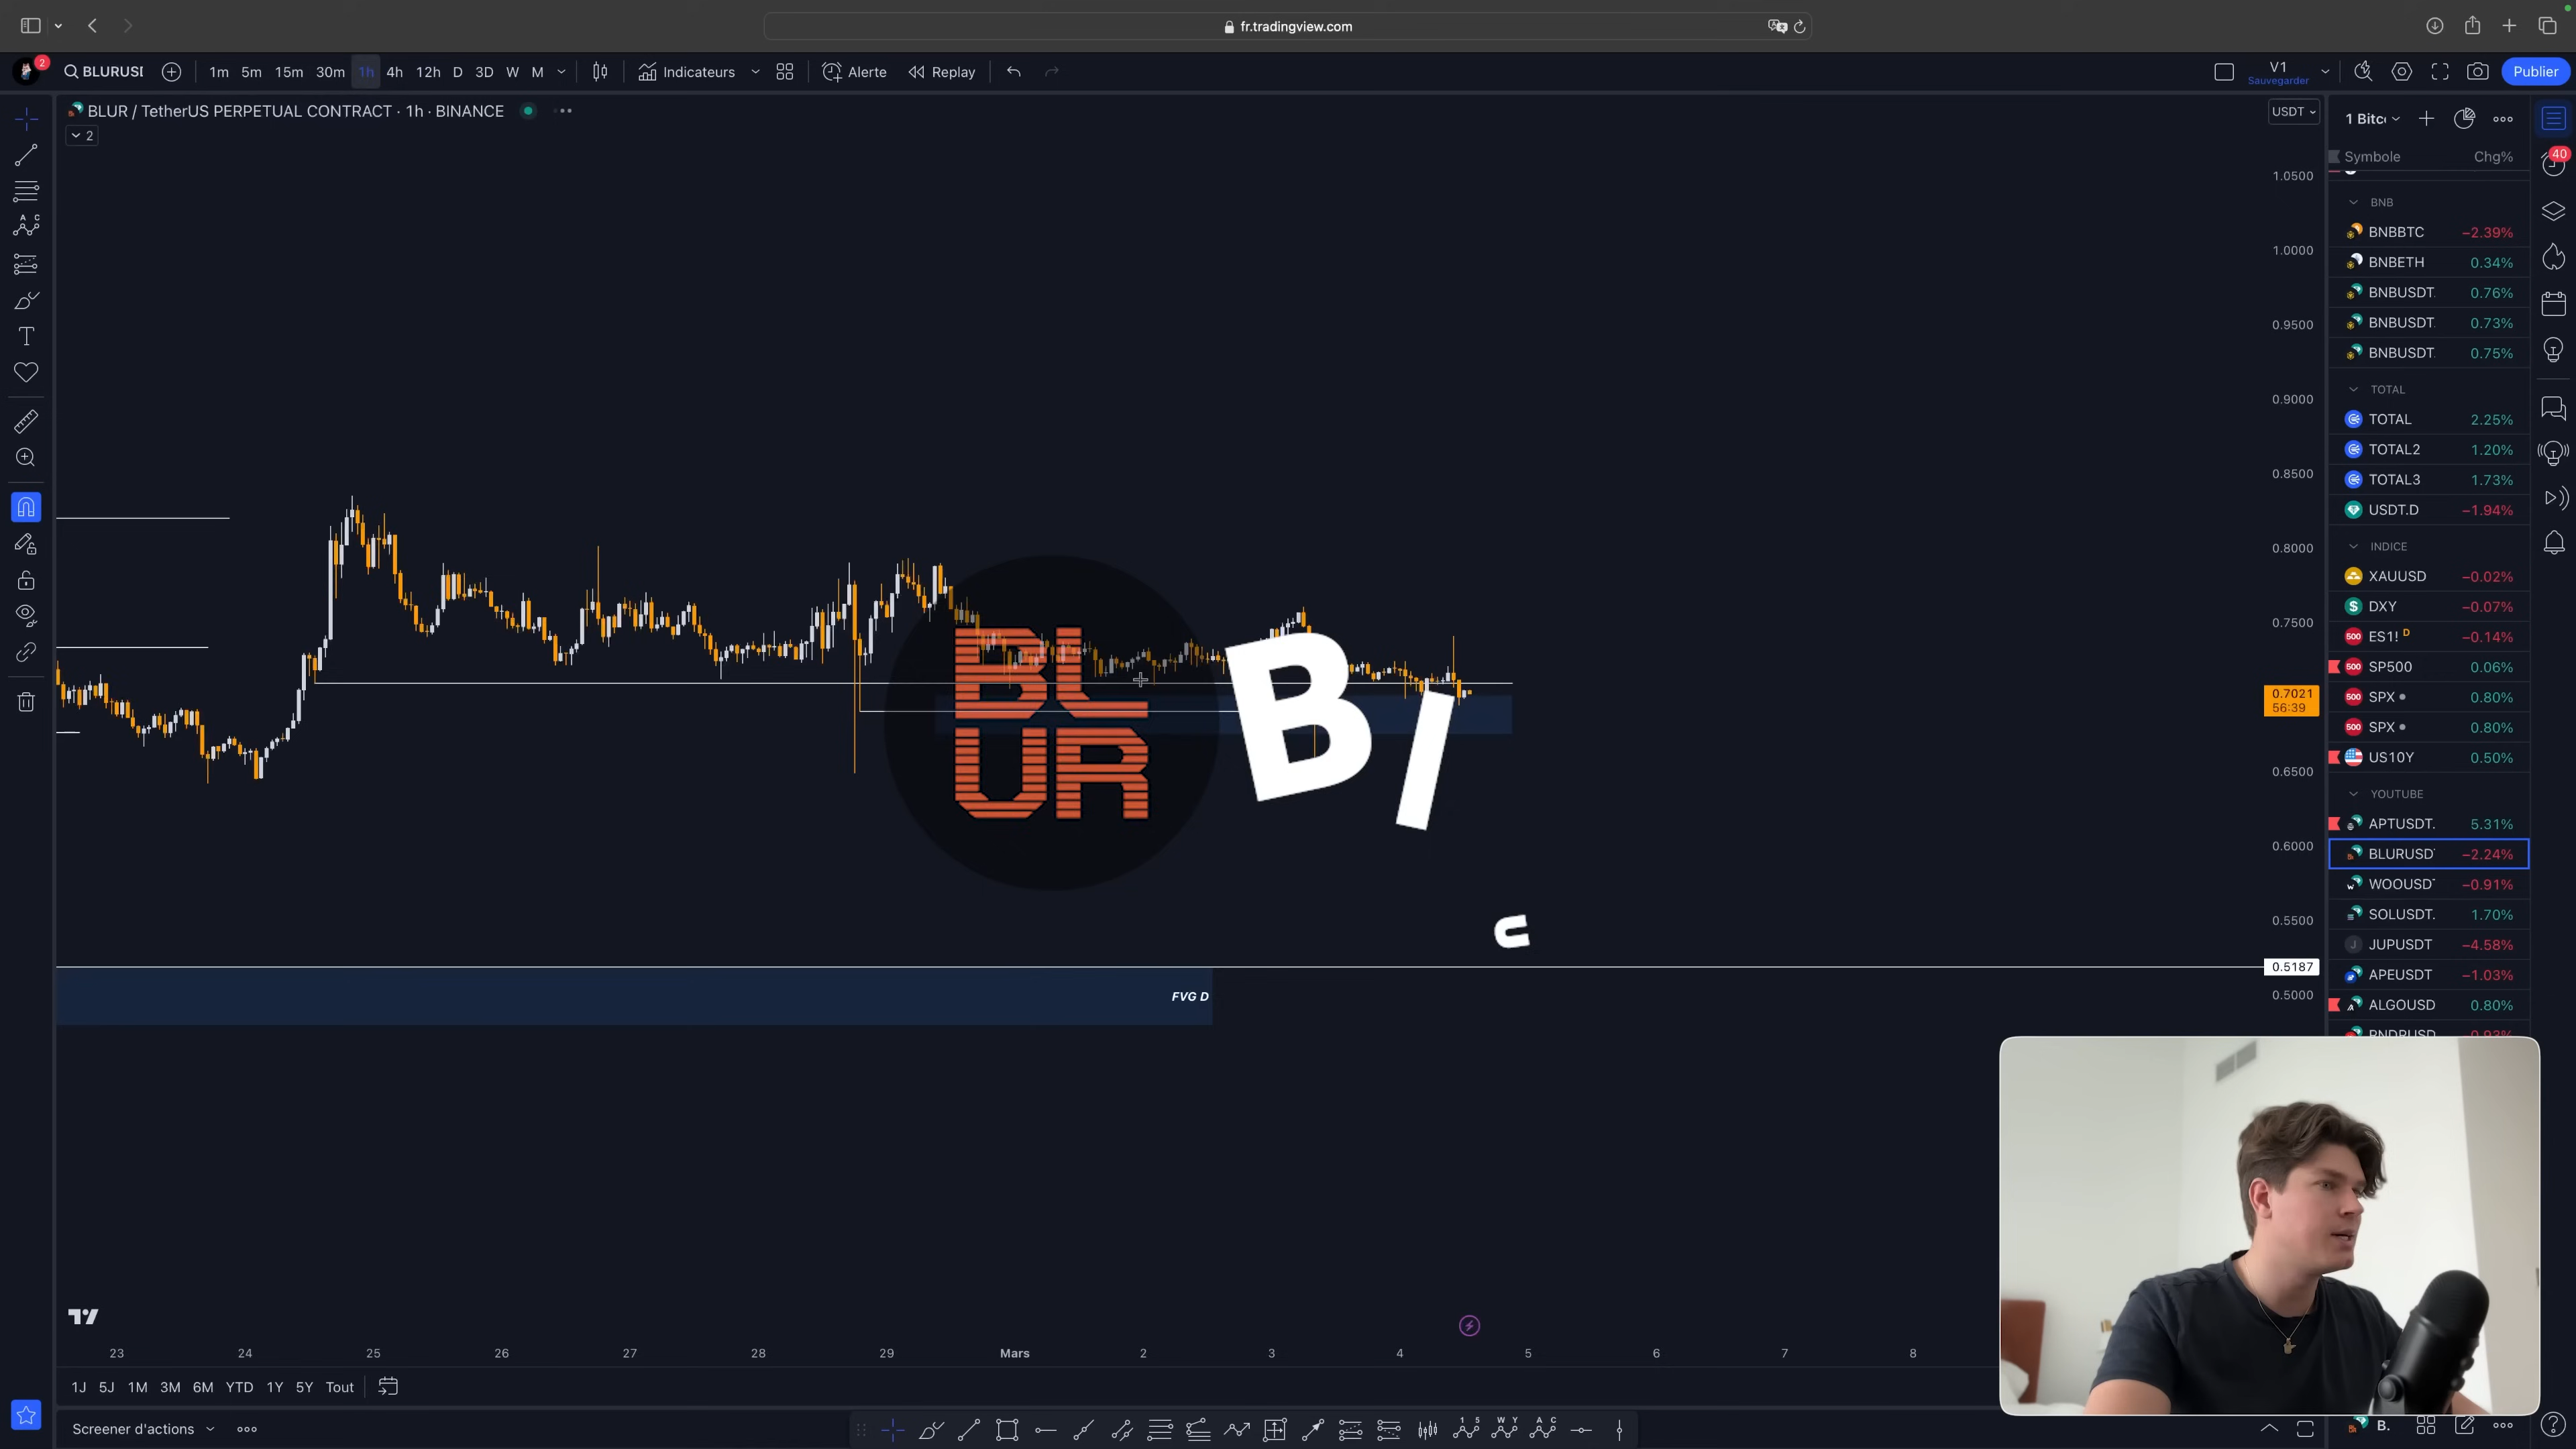 fr.tradingview.com
2
BLURUSI
1m 5m 15m 30m 1h 4h 12h D 3D W M
Indicateurs
Alerte
Replay
V1
Sauvegarder
Publier
BLUR / TetherUS PERPETUAL CONTRACT · 1h · BINANCE
2
USDT
1.0500
1.0000
0.9500
0.9000
0.8500
0.8000
0.7500
0.7021
56:39
0.6500
0.6000
0.5500
0.5187
0.5000
BL
UR
Bl
u
FVG D
23 24 25 26 27 28 29 Mars 2 3 4 5 6 7 8
1J 5J 1M 3M 6M YTD 1Y 5Y Tout
Screener d'actions
1 Bitc
40
Symbole Chg%
BNB
BNBBTC −2.39%
BNBETH 0.34%
BNBUSDT 0.76%
BNBUSDT 0.73%
BNBUSDT 0.75%
TOTAL
TOTAL 2.25%
TOTAL2 1.20%
TOTAL3 1.73%
USDT.D −1.94%
INDICE
XAUUSD −0.02%
DXY −0.07%
ES1! D −0.14%
SP500 0.06%
SPX 0.80%
SPX 0.80%
US10Y 0.50%
YOUTUBE
APTUSDT. 5.31%
BLURUSD −2.24%
WOOUSD −0.91%
SOLUSDT. 1.70%
JUPUSDT −4.58%
APEUSDT −1.03%
ALGOUSD 0.80%
B.